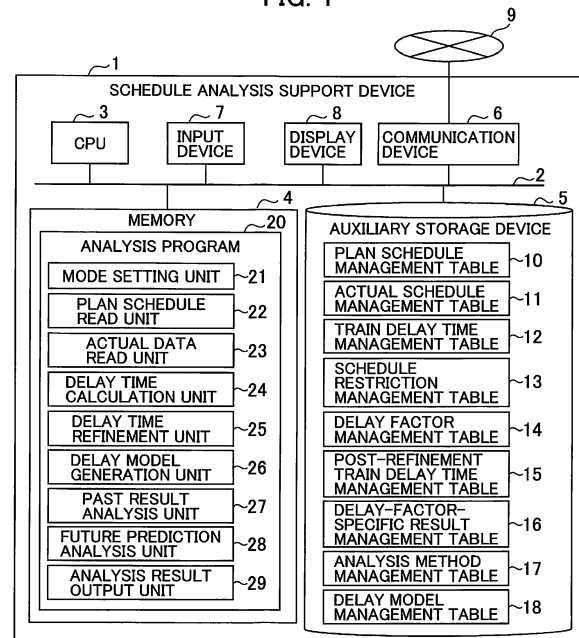 9
1
SCHEDULE ANALYSIS SUPPORT DEVICE
3
7
8
6
CPU
INPUT
DEVICE
DISPLAY
DEVICE
COMMUNICATION
DEVICE
2
4
5
MEMORY
20
ANALYSIS PROGRAM
MODE SETTING UNIT
21
PLAN SCHEDULE
READ UNIT
22
ACTUAL DATA
READ UNIT
23
DELAY TIME
CALCULATION UNIT
24
DELAY TIME
REFINEMENT UNIT
25
DELAY MODEL
GENERATION UNIT
26
PAST RESULT
ANALYSIS UNIT
27
FUTURE PREDICTION
ANALYSIS UNIT
28
ANALYSIS RESULT
OUTPUT UNIT
29
AUXILIARY STORAGE DEVICE
PLAN SCHEDULE
MANAGEMENT TABLE
10
ACTUAL SCHEDULE
MANAGEMENT TABLE
11
TRAIN DELAY TIME
MANAGEMENT TABLE
12
SCHEDULE
RESTRICTION
MANAGEMENT TABLE
13
DELAY FACTOR
MANAGEMENT TABLE
14
POST-REFINEMENT
TRAIN DELAY TIME
MANAGEMENT TABLE
15
DELAY-FACTOR-
SPECIFIC RESULT
MANAGEMENT TABLE
16
ANALYSIS METHOD
MANAGEMENT TABLE
17
DELAY MODEL
MANAGEMENT TABLE
18